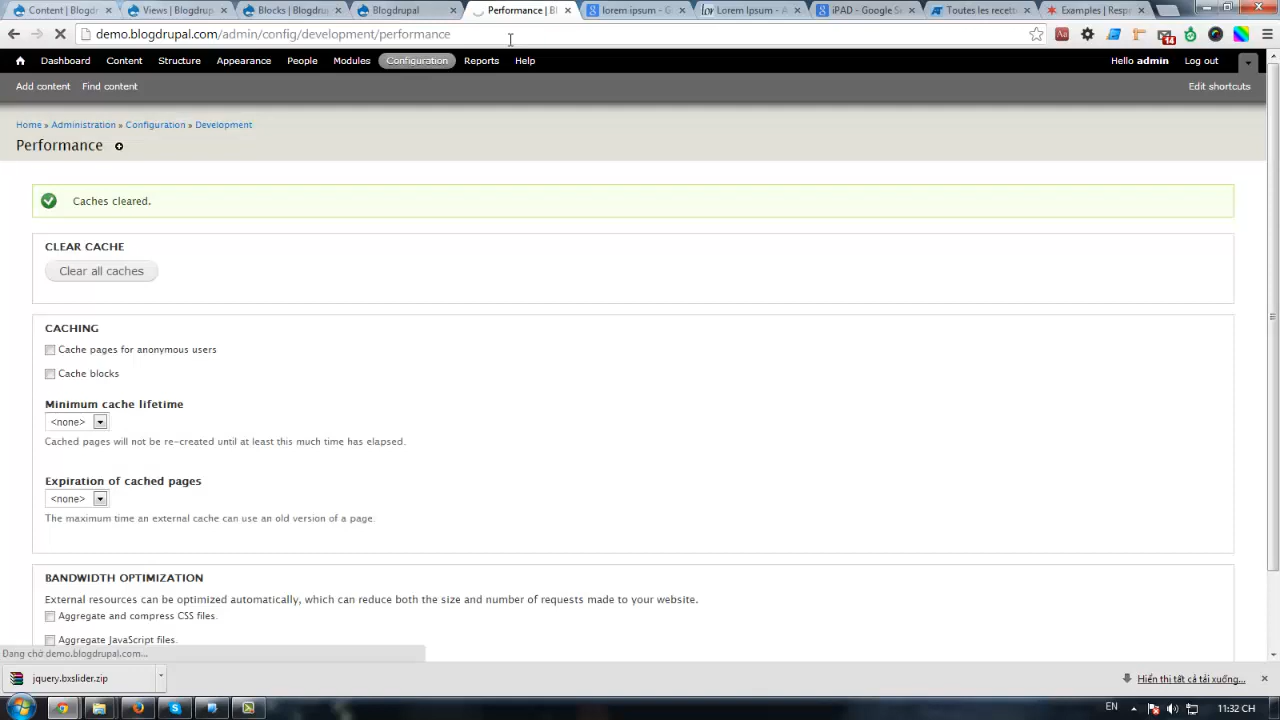 Content | Blogdr
Views | Blogdrup
Blocks | Blogdrup
Blogdrupal
Performance | Bl
lorem ipsum - G
Lorem Ipsum - A
iPAD - Google Se
Toutes les recett
Examples | Respr
demo.blogdrupal.com/admin/config/development/performance
14
Dashboard Content Structure Appearance People Modules Configuration Reports Help
Hello admin Log out
Add content Find content
Edit shortcuts
Home » Administration » Configuration » Development
Performance
Caches cleared.
CLEAR CACHE
Clear all caches
CACHING
Cache pages for anonymous users
Cache blocks
Minimum cache lifetime
<none>
Cached pages will not be re-created until at least this much time has elapsed.
Expiration of cached pages
<none>
The maximum time an external cache can use an old version of a page.
BANDWIDTH OPTIMIZATION
External resources can be optimized automatically, which can reduce both the size and number of requests made to your website.
Aggregate and compress CSS files.
Aggregate JavaScript files.
Đang chờ demo.blogdrupal.com...
jquery.bxslider.zip
Hiển thị tất cả tải xuống...
EN
11:32 CH